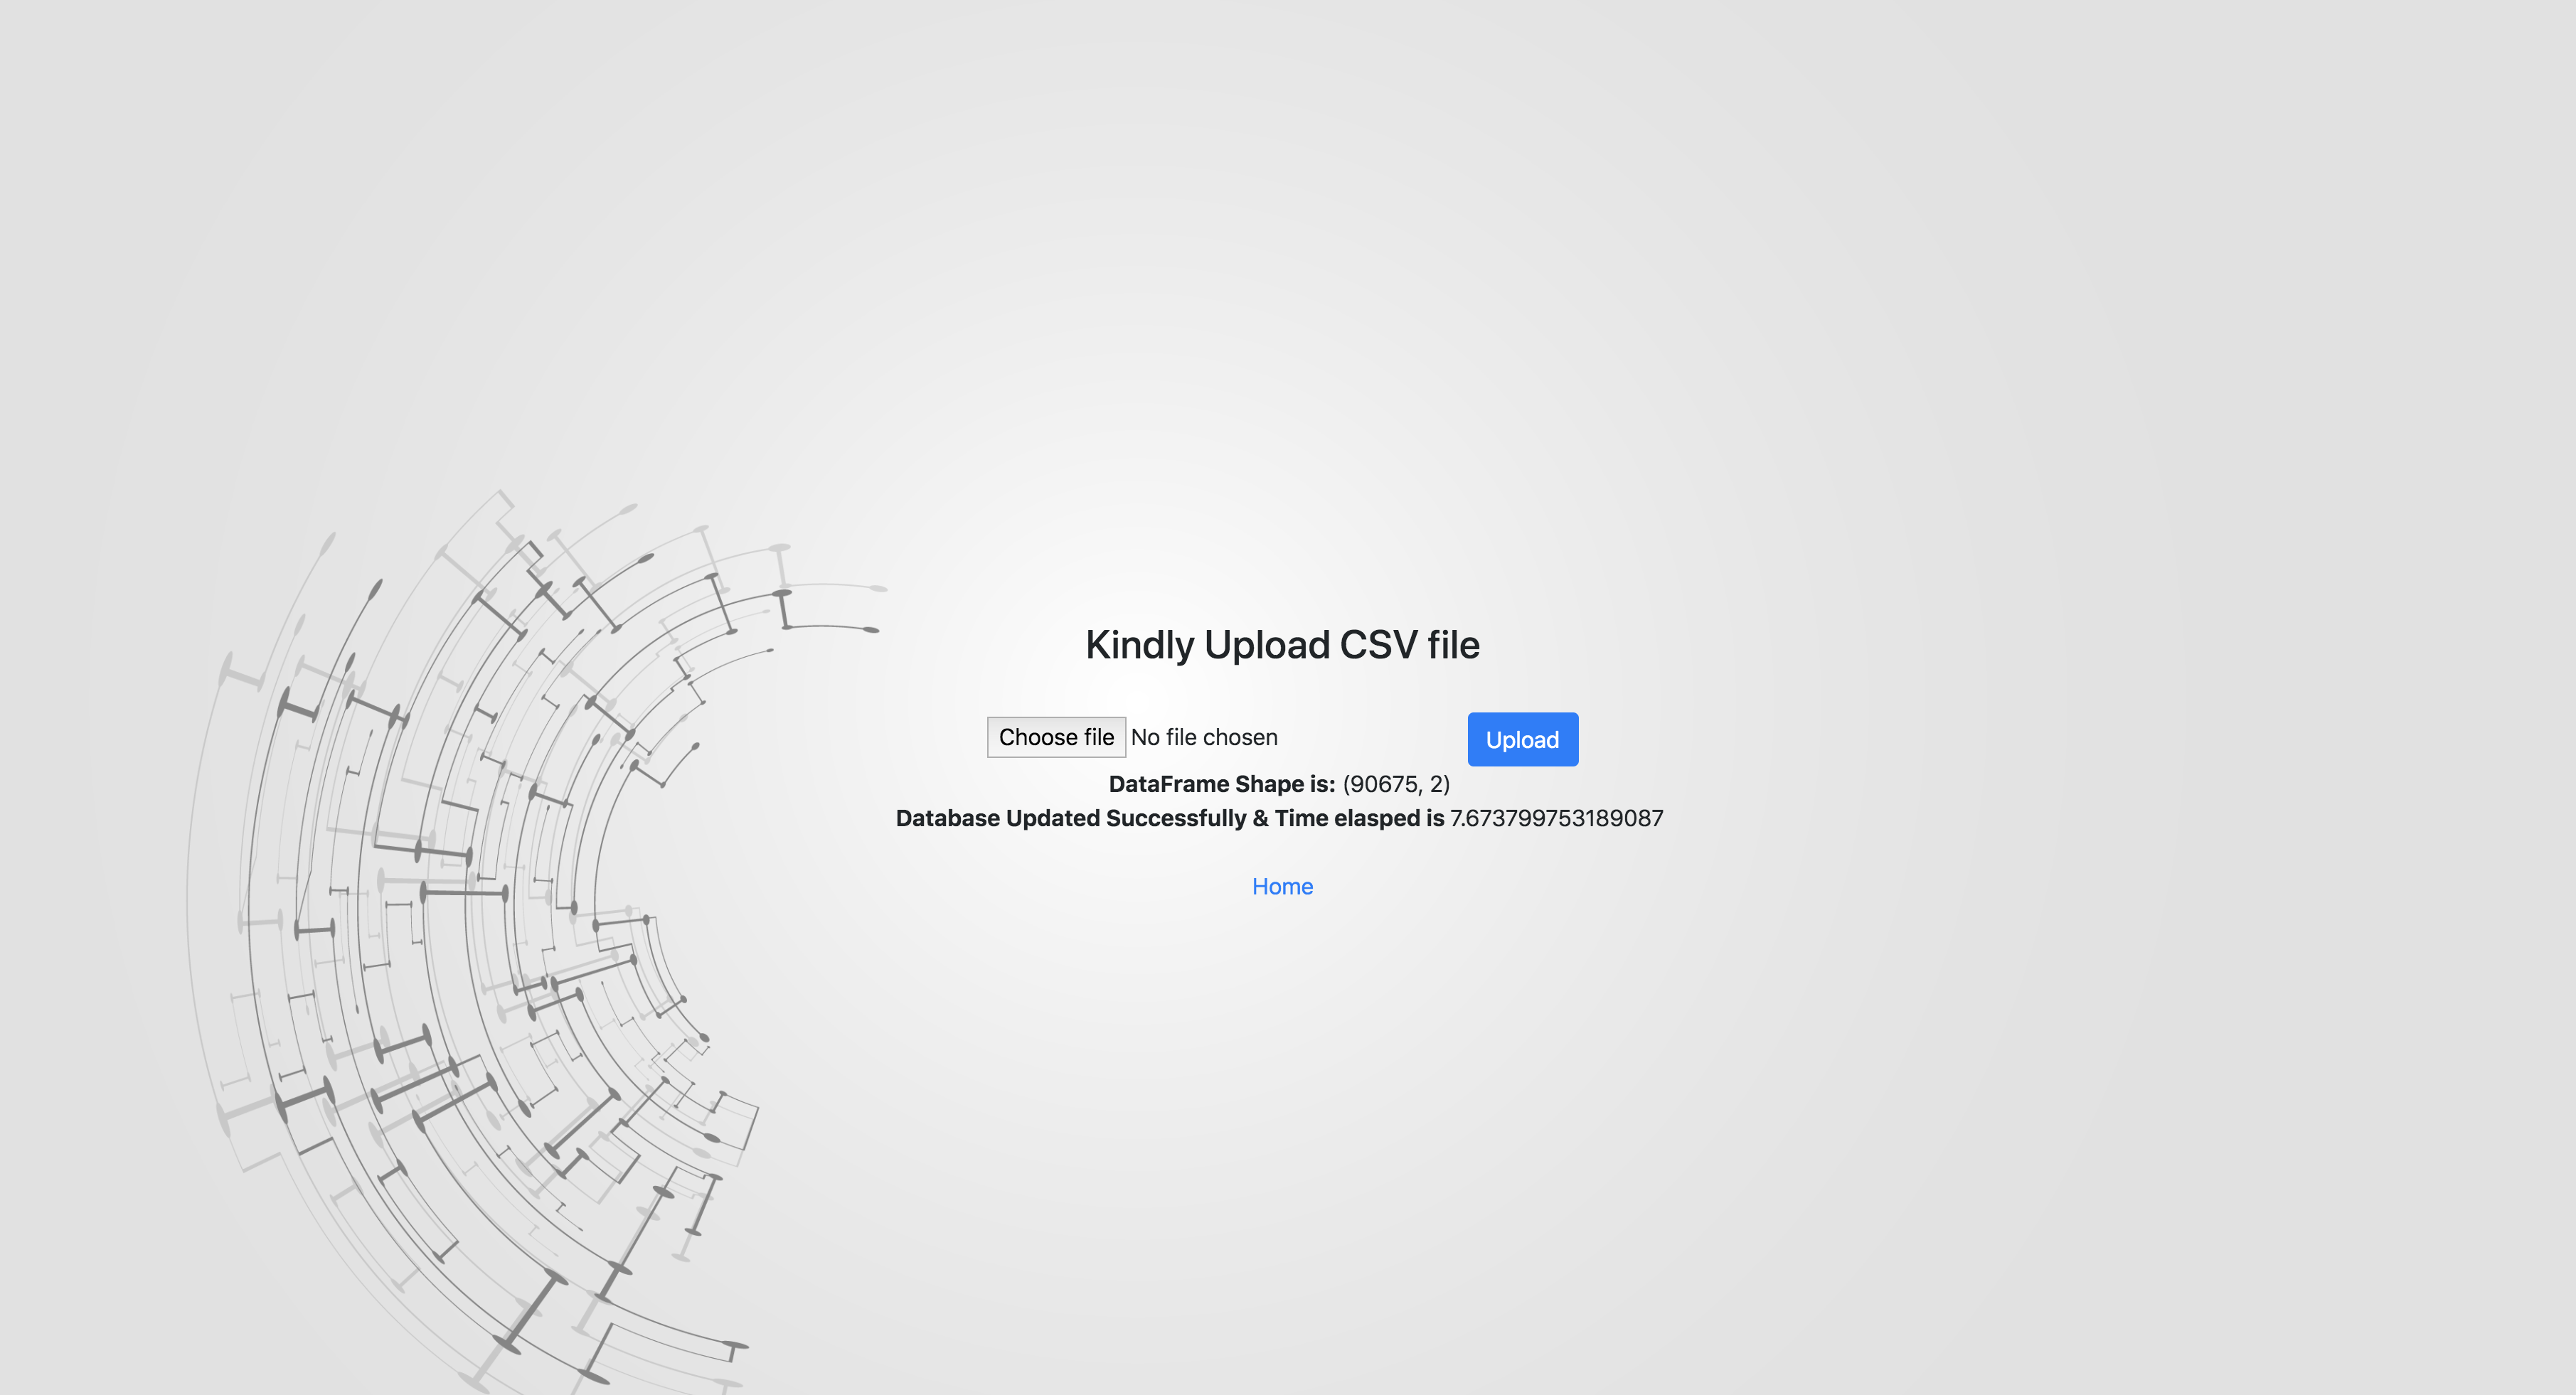 Kindly Upload CSV file
Choose file No file chosen Upload
DataFrame Shape is: (90675, 2)
Database Updated Successfully & Time elasped is 7.673799753189087
Home